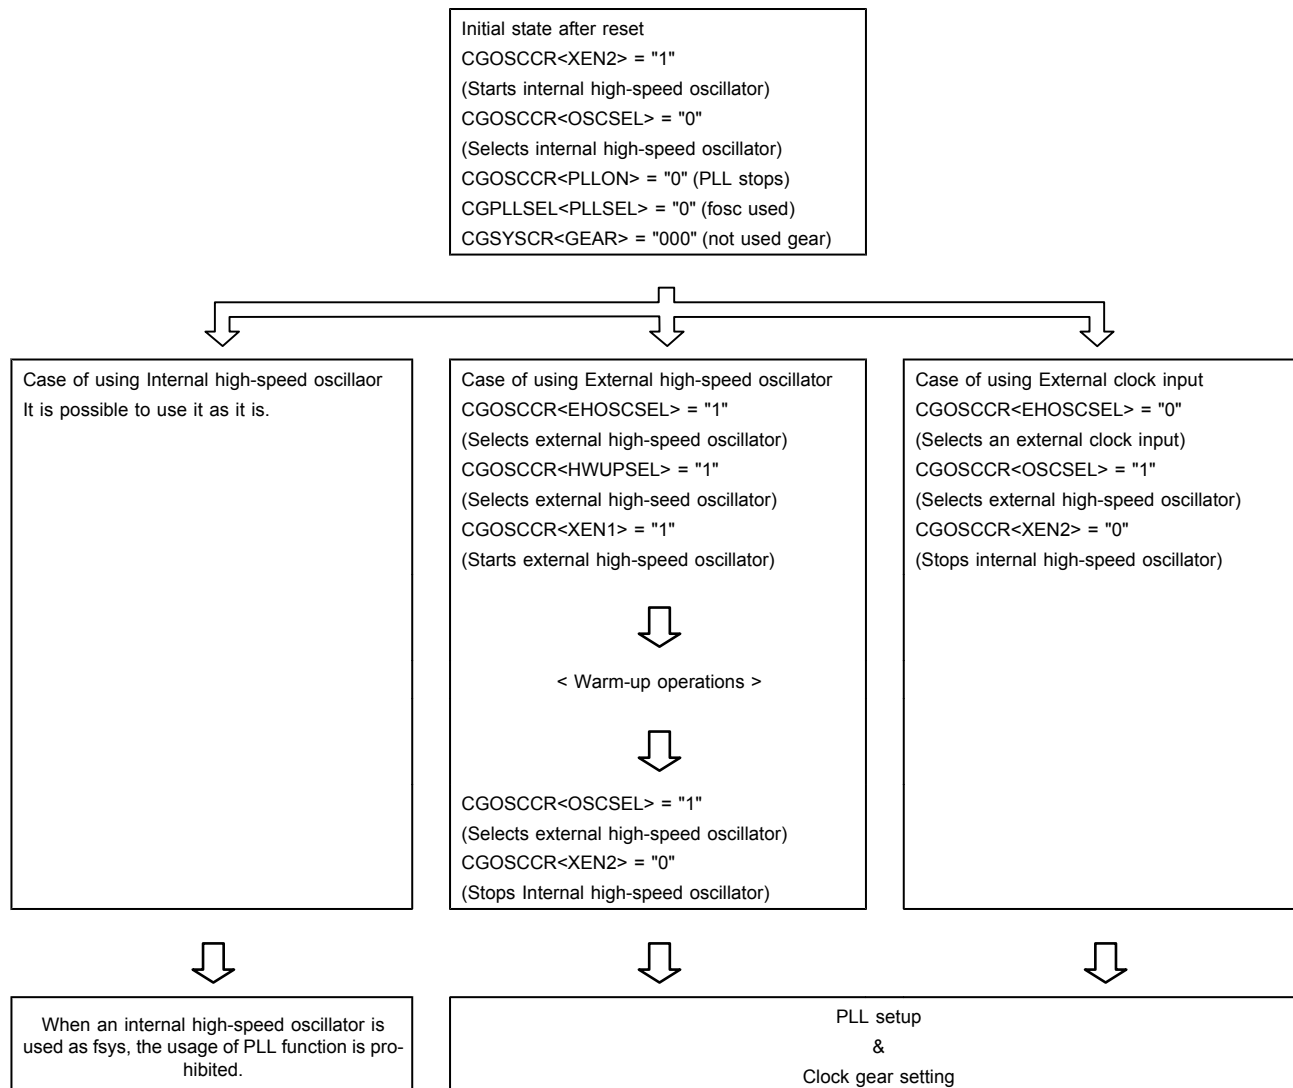 Initial state after reset
CGOSCCR<XEN2> = "1"
(Starts internal high-speed oscillator)
CGOSCCR<OSCSEL> = "0"
(Selects internal high-speed oscillator)
CGOSCCR<PLLON> = "0" (PLL stops)
CGPLLSEL<PLLSEL> = "0" (fosc used)
CGSYSCR<GEAR> = "000" (not used gear)
Case of using Internal high-speed oscillaor
It is possible to use it as it is.
Case of using External high-speed oscillator
CGOSCCR<EHOSCSEL> = "1"
(Selects external high-speed oscillator)
CGOSCCR<HWUPSEL> = "1"
(Selects external high-seed oscillator)
CGOSCCR<XEN1> = "1"
(Starts external high-speed oscillator)
< Warm-up operations >
CGOSCCR<OSCSEL> = "1"
(Selects external high-speed oscillator)
CGOSCCR<XEN2> = "0"
(Stops Internal high-speed oscillator)
Case of using External clock input
CGOSCCR<EHOSCSEL> = "0"
(Selects an external clock input)
CGOSCCR<OSCSEL> = "1"
(Selects external high-speed oscillator)
CGOSCCR<XEN2> = "0"
(Stops internal high-speed oscillator)
When an internal high-speed oscillator is
used as fsys, the usage of PLL function is pro-
hibited.
PLL setup
&
Clock gear setting